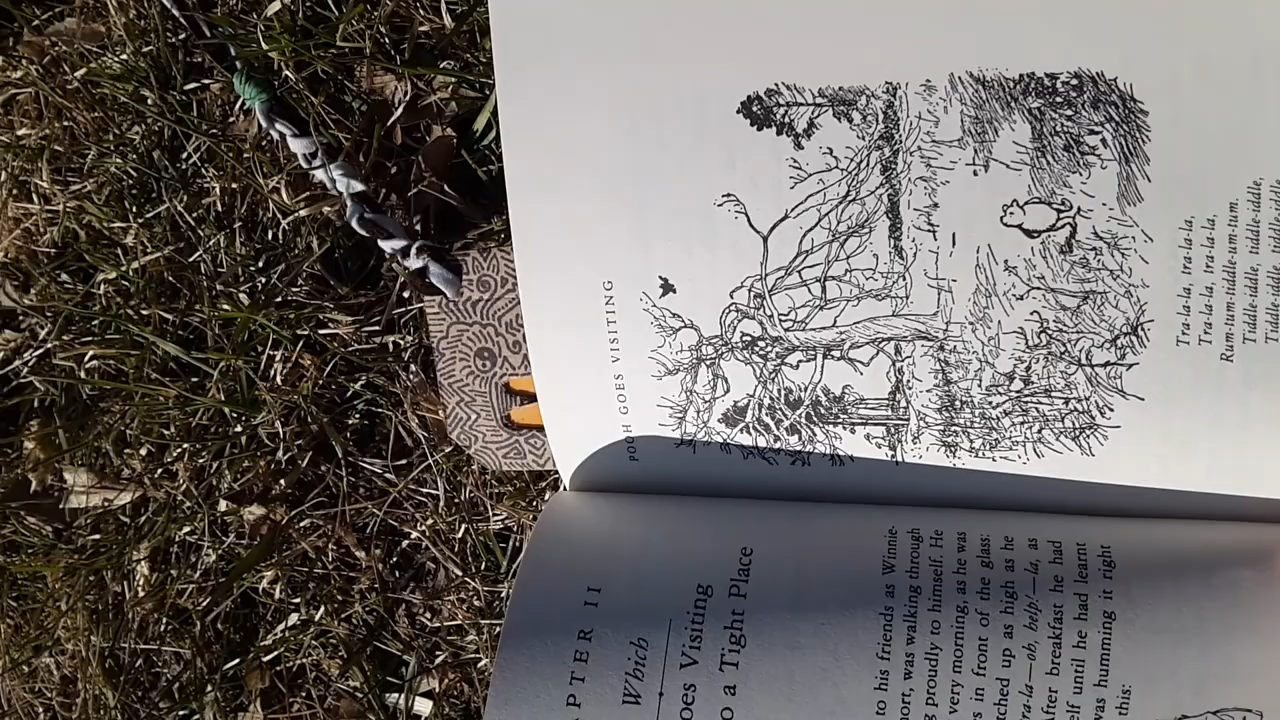 APTER II
Which
oes Visiting
o a Tight Place
to his friends as Winnie-
ort, was walking through
g proudly to himself. He
very morning, as he was
s in front of the glass:
tched up as high as he
ra-la—oh, help!—la, as
After breakfast he had
elf until he had learnt
was humming it right
this:
POOH GOES VISITING
Tra-la-la, tra-la-la,
Tra-la-la, tra-la-la,
Rum-tum-tiddle-um-tum.
Tiddle-iddle, tiddle-iddle,
Tiddle-iddle, tiddle-iddle,